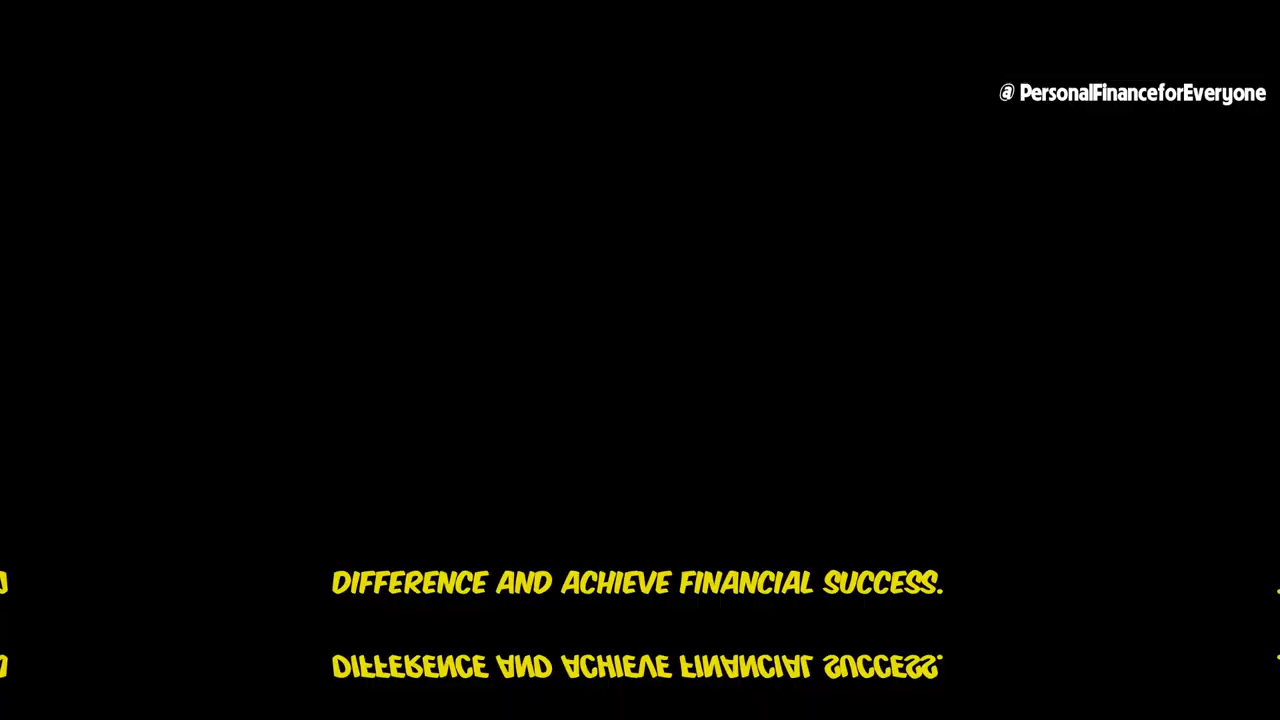 @ PersonalFinanceforEveryone
DIFFERENCE AND ACHIEVE FINANCIAL SUCCESS.
DIFFERENCE AND ACHIEVE FINANCIAL SUCCESS.